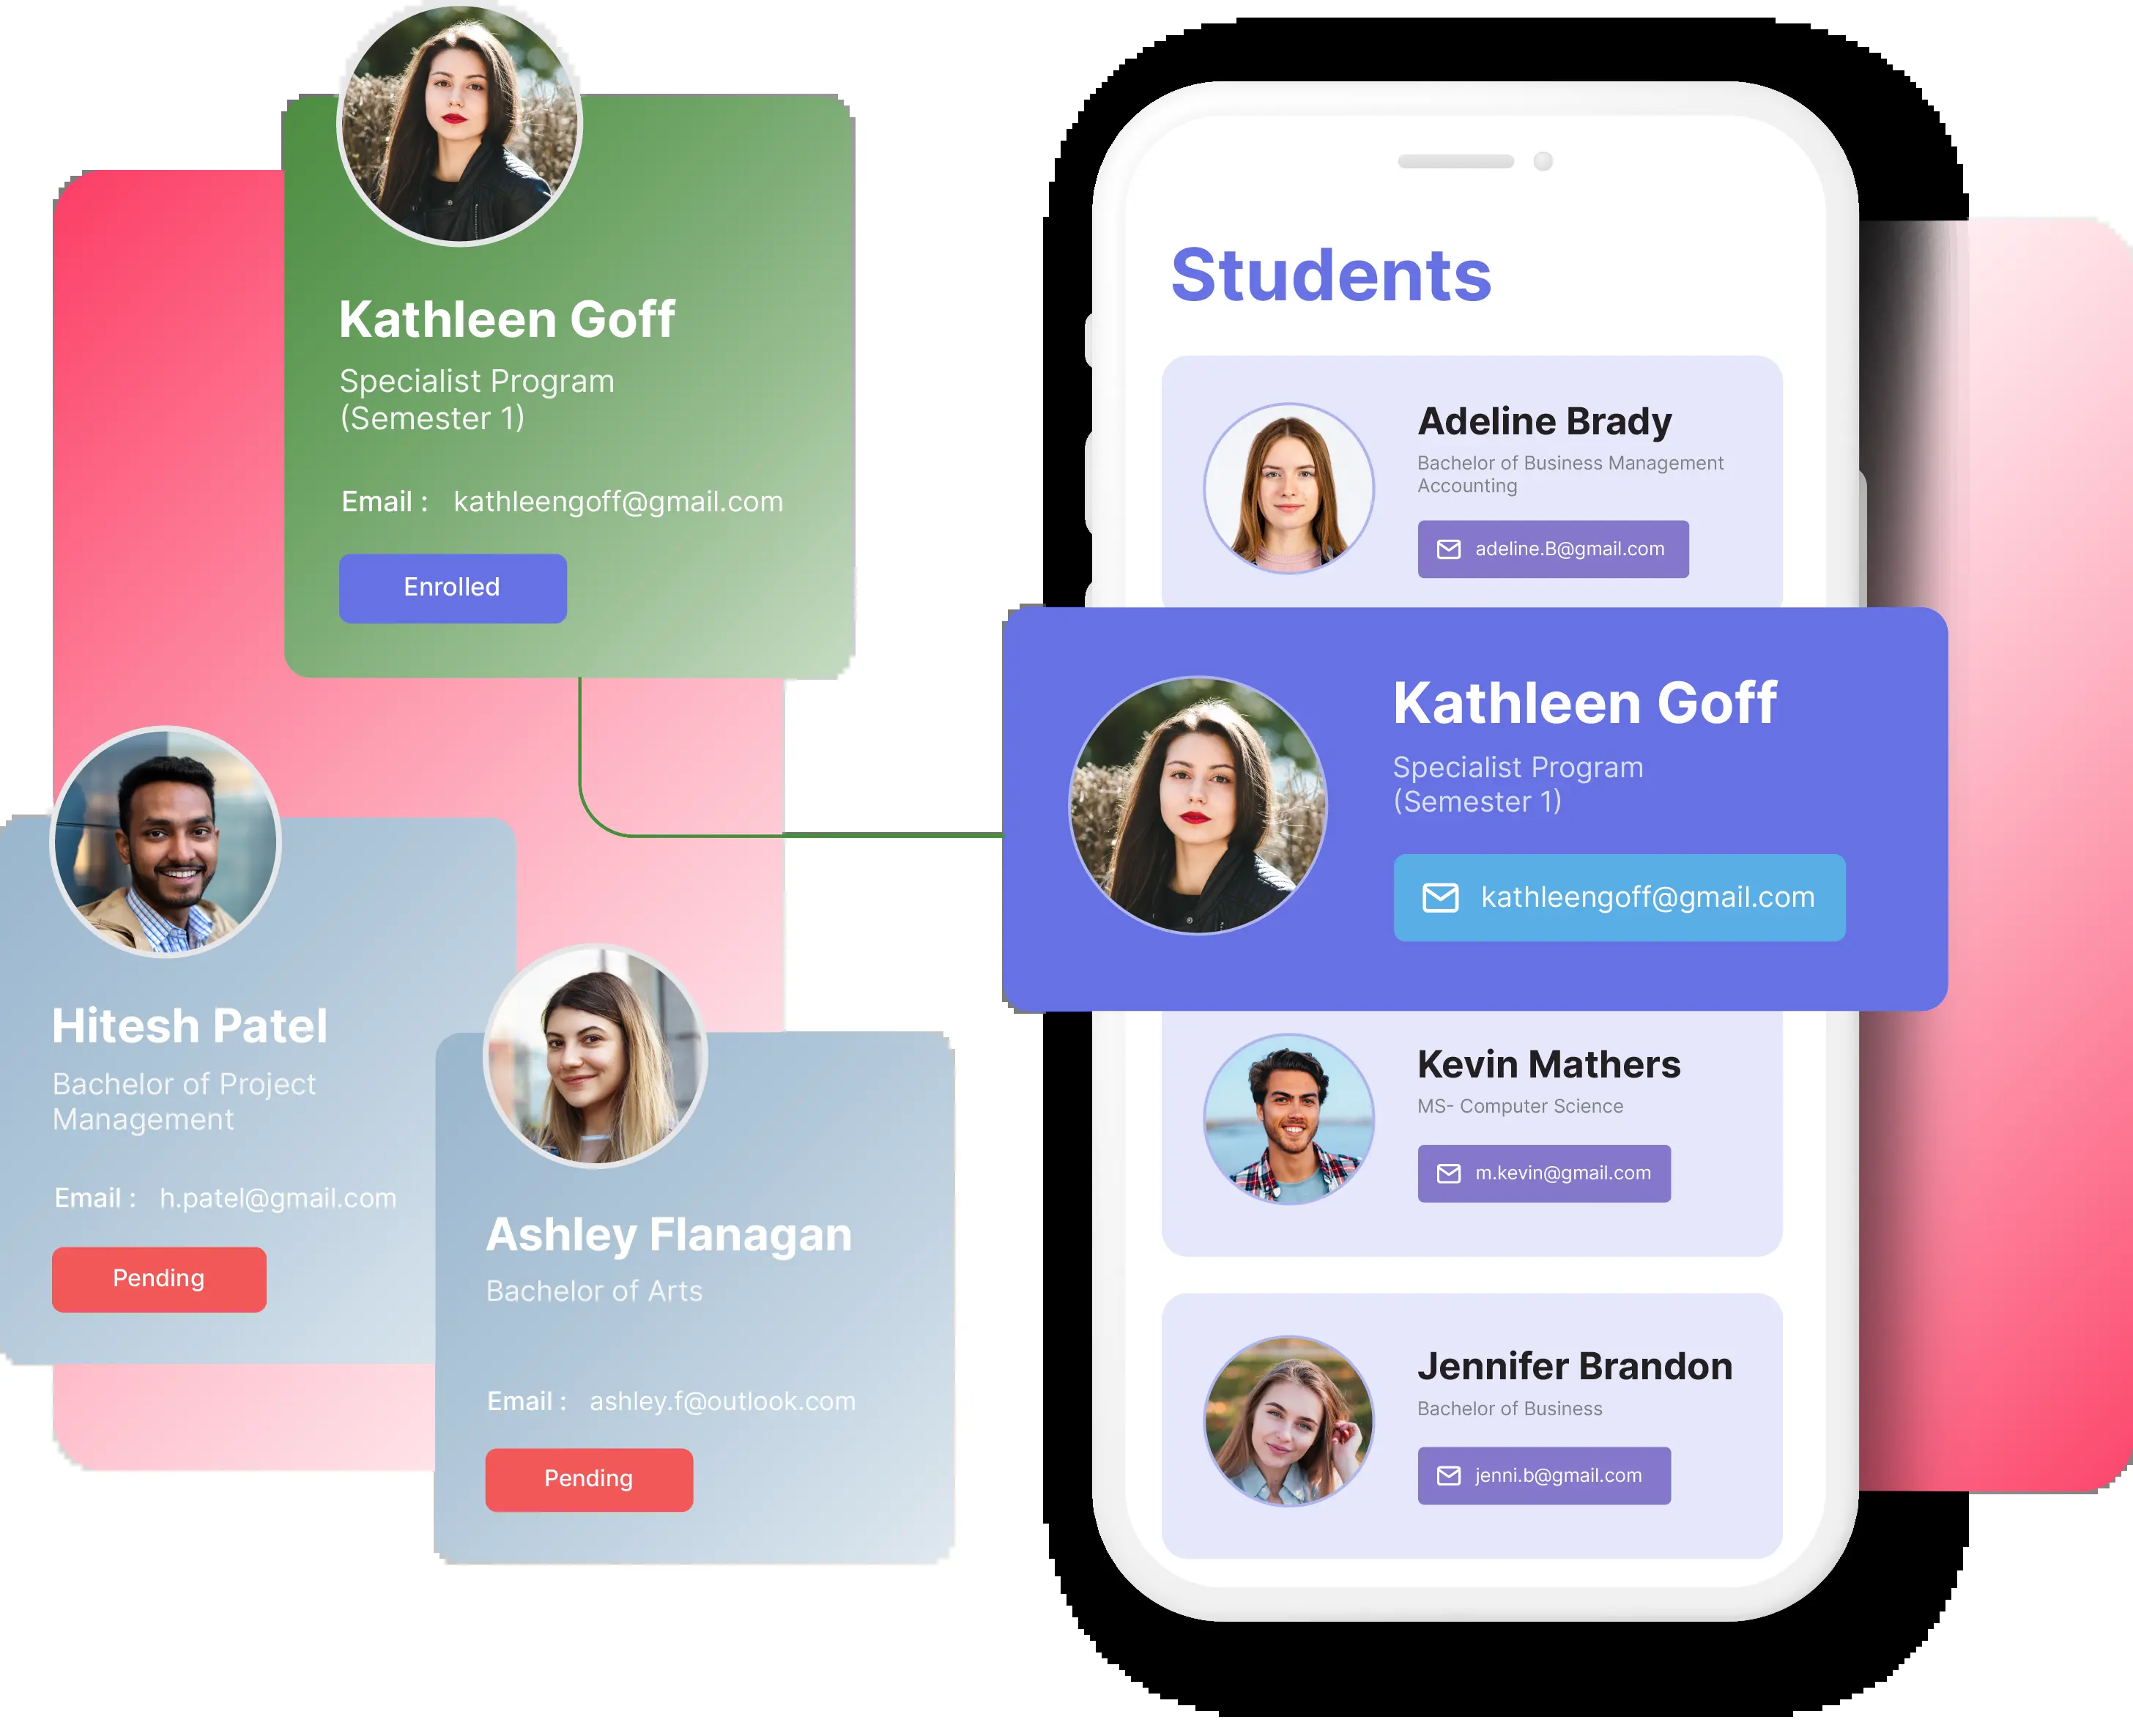 Kathleen Goff
Specialist Program
(Semester 1)
Email : kathleengoff@gmail.com
Enrolled
Hitesh Patel
Bachelor of Project
Management
Email : h.patel@gmail.com
Pending
Ashley Flanagan
Bachelor of Arts
Email : ashley.f@outlook.com
Pending
Students
Adeline Brady
Bachelor of Business Management
Accounting
adeline.B@gmail.com
Kathleen Goff
Specialist Program
(Semester 1)
kathleengoff@gmail.com
Kevin Mathers
MS- Computer Science
m.kevin@gmail.com
Jennifer Brandon
Bachelor of Business
jenni.b@gmail.com